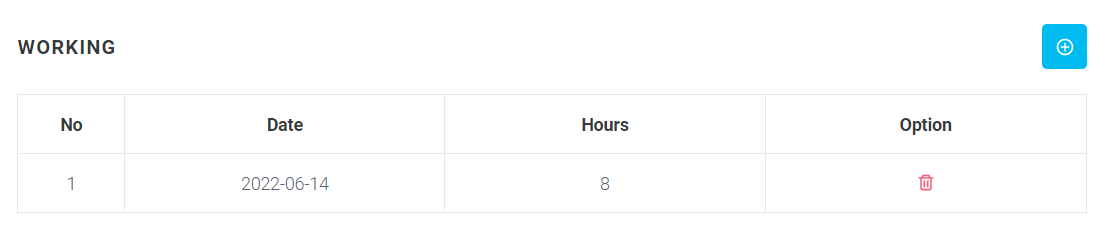 WORKING
No Date Hours Option
1 2022-06-14 8